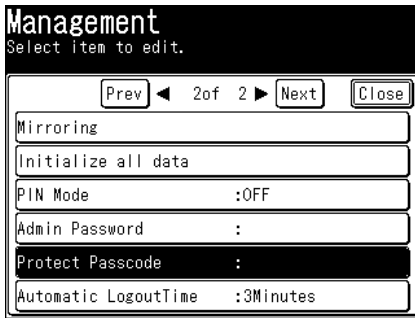 Management
Select item to edit.
Prev ◀ 2of 2 ▶ Next Close
Mirroring
Initialize all data
PIN Mode :OFF
Admin Password :
Protect Passcode :
Automatic LogoutTime :3Minutes